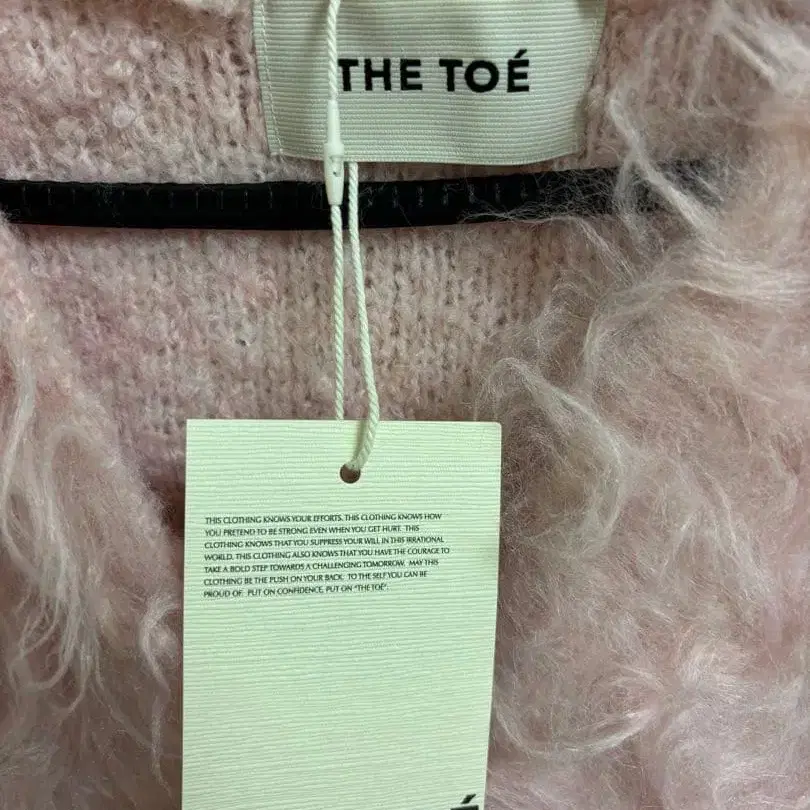 THE TOÉ
THIS CLOTHING KNOWS YOUR EFFORTS. THIS CLOTHING KNOWS HOW
YOU PRETEND TO BE STRONG EVEN WHEN YOU GET HURT. THIS
CLOTHING KNOWS THAT YOU SUPPRESS YOUR WILL IN THIS IRRATIONAL
WORLD. THIS CLOTHING ALSO KNOWS THAT YOU HAVE THE COURAGE TO
TAKE A BOLD STEP TOWARDS A CHALLENGING TOMORROW. MAY THIS
CLOTHING BE THE PUSH ON YOUR BACK. TO THE SELF YOU CAN BE
PROUD OF. PUT ON CONFIDENCE, PUT ON "THE TOÉ".